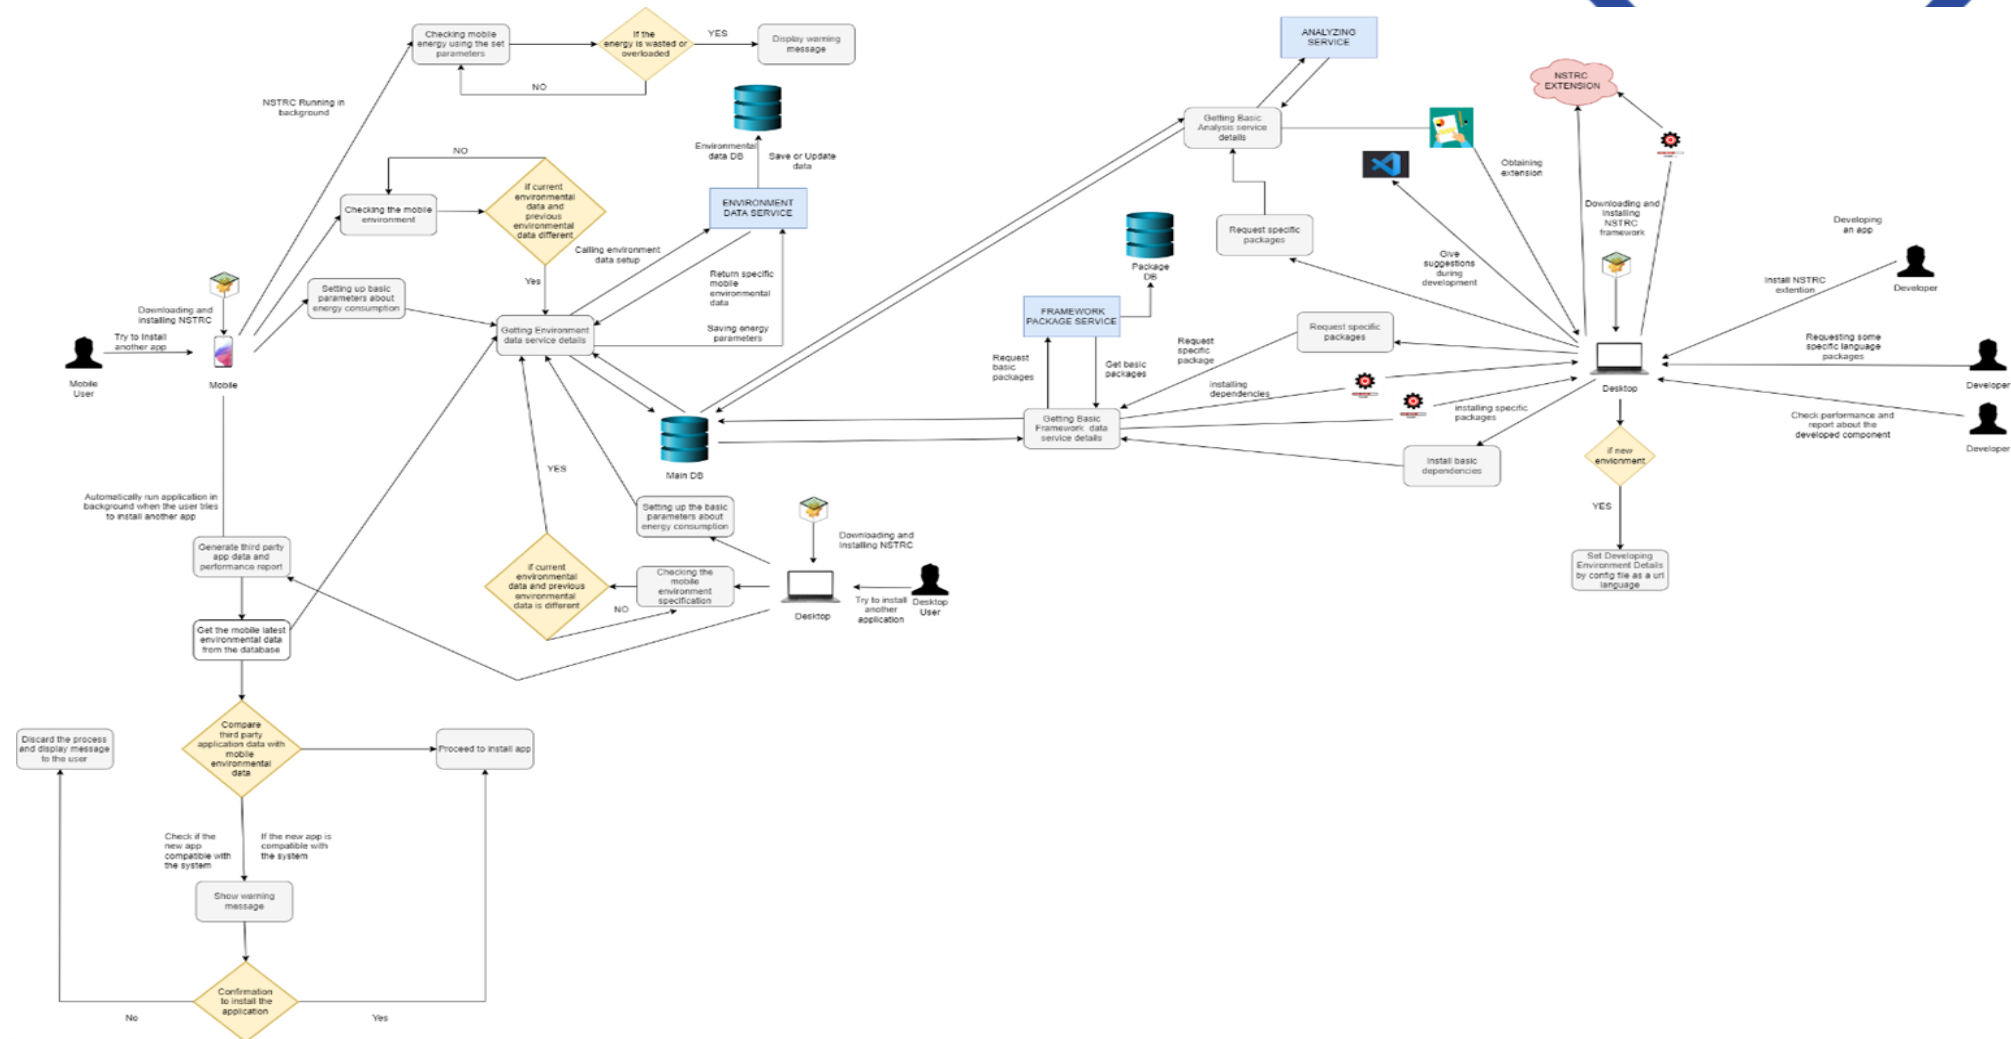 Checking mobile
energy using the set
parameters
If the
energy is wasted or
overloaded
YES
Display warning
message
NO
NSTRC Running in
background
Environmental
data DB
Save or Update
data
NO
Checking the mobile
environment
if current
environmental
data and
previous
environmental
data different
ENVIRONMENT
DATA SERVICE
Calling environment
data setup
Return specific
mobile
environmental
data
Yes
Setting up basic
parameters about
energy consumption
Downloading and
Installing NSTRC
Try to Install
another app
Mobile
User
Mobile
Getting Environment
data service details
Saving energy
parameters
Main DB
YES
Automatically run application in
background when the user tries
to install another app
Setting up the basic
parameters about
energy consumption
Downloading and
Installing NSTRC
Generate third party
app data and
performance report
if current
environmental
data and previous
environmental
data is different
NO
Checking the
mobile
environment
specification
Desktop
Try to install
another
application
Desktop
User
Get the mobile latest
environmental data
from the database
Compare
third party
application data with
mobile
environmental
data
Discard the process
and display message
to the user
Proceed to install app
Check if the
new app
compatible with
the system
If the new app is
compatible with
the system
Show warning
message
Confirmation
to install the
application
No
Yes
ANALYZING
SERVICE
Getting Basic
Analysis service
details
NSTRC
EXTENSION
Obtaining
extension
Request specific
packages
Package
DB
Give
suggestions
during
development
Downloading and
Installing
NSTRC
framework
Developing
an app
Developer
Install NSTRC
extention
FRAMEWORK
PACKAGE SERVICE
Request specific
packages
Request
specific
package
Request
basic
packages
Get basic
packages
Installing
dependencies
Getting Basic
Framework data
service details
installing specific
packages
Install basic
dependencies
Desktop
Requesting some
specific language
packages
Developer
Check performance and
report about the
developed component
Developer
if new
envionment
YES
Set Developing
Environment Details
by config file as a url
language